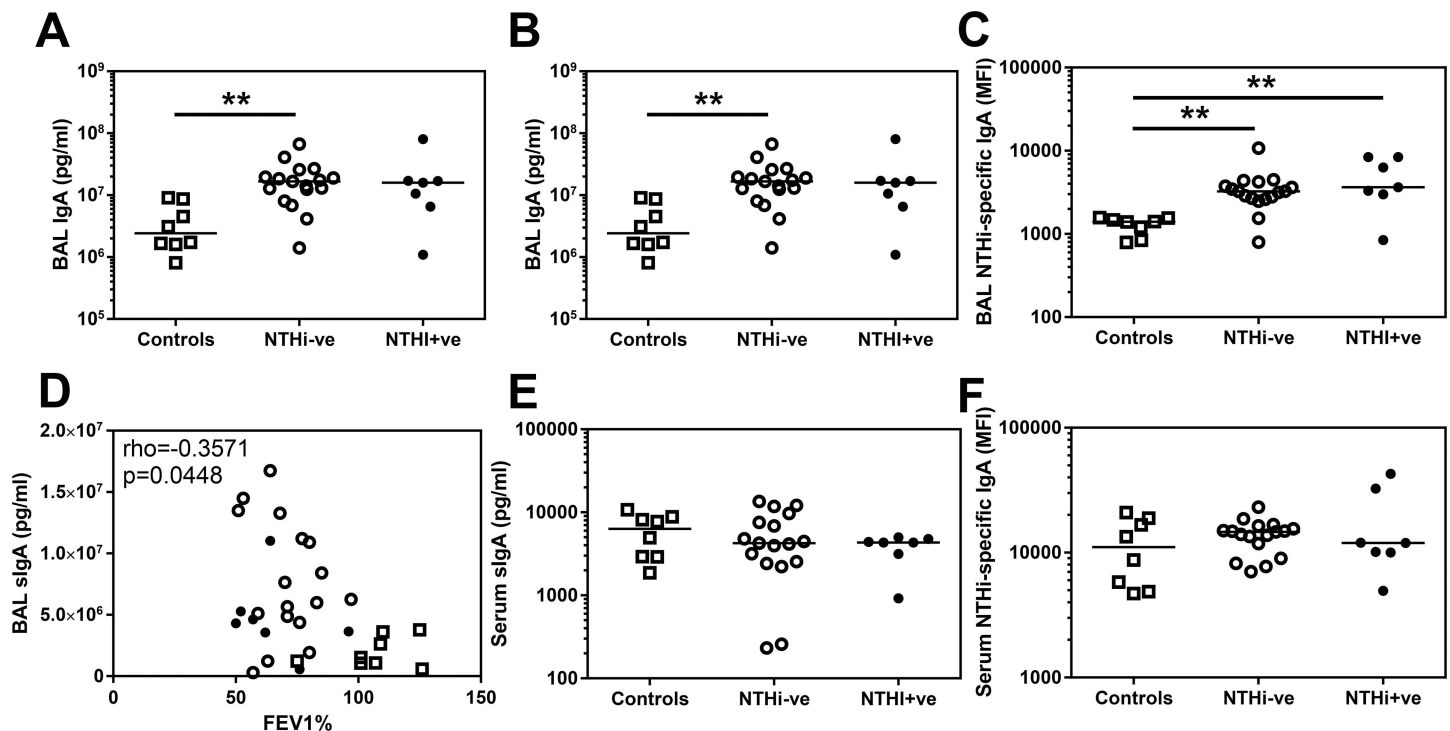 A
BAL IgA (pg/ml)
10⁹
10⁸
10⁷
10⁶
10⁵
**
Controls NTHi-ve NTHI+ve
B
BAL IgA (pg/ml)
10⁹
10⁸
10⁷
10⁶
10⁵
**
Controls NTHi-ve NTHI+ve
C
BAL NTHi-specific IgA (MFI)
100000
10000
1000
100
**
**
Controls NTHi-ve NTHI+ve
D
BAL sIgA (pg/ml)
2.0×10⁷
1.5×10⁷
1.0×10⁷
5.0×10⁶
0
rho=-0.3571
p=0.0448
0 50 100 150
FEV1%
E
Serum sIgA (pg/ml)
100000
10000
1000
100
Controls NTHi-ve NTHI+ve
F
Serum NTHi-specific IgA (MFI)
100000
10000
1000
Controls NTHi-ve NTHi+ve